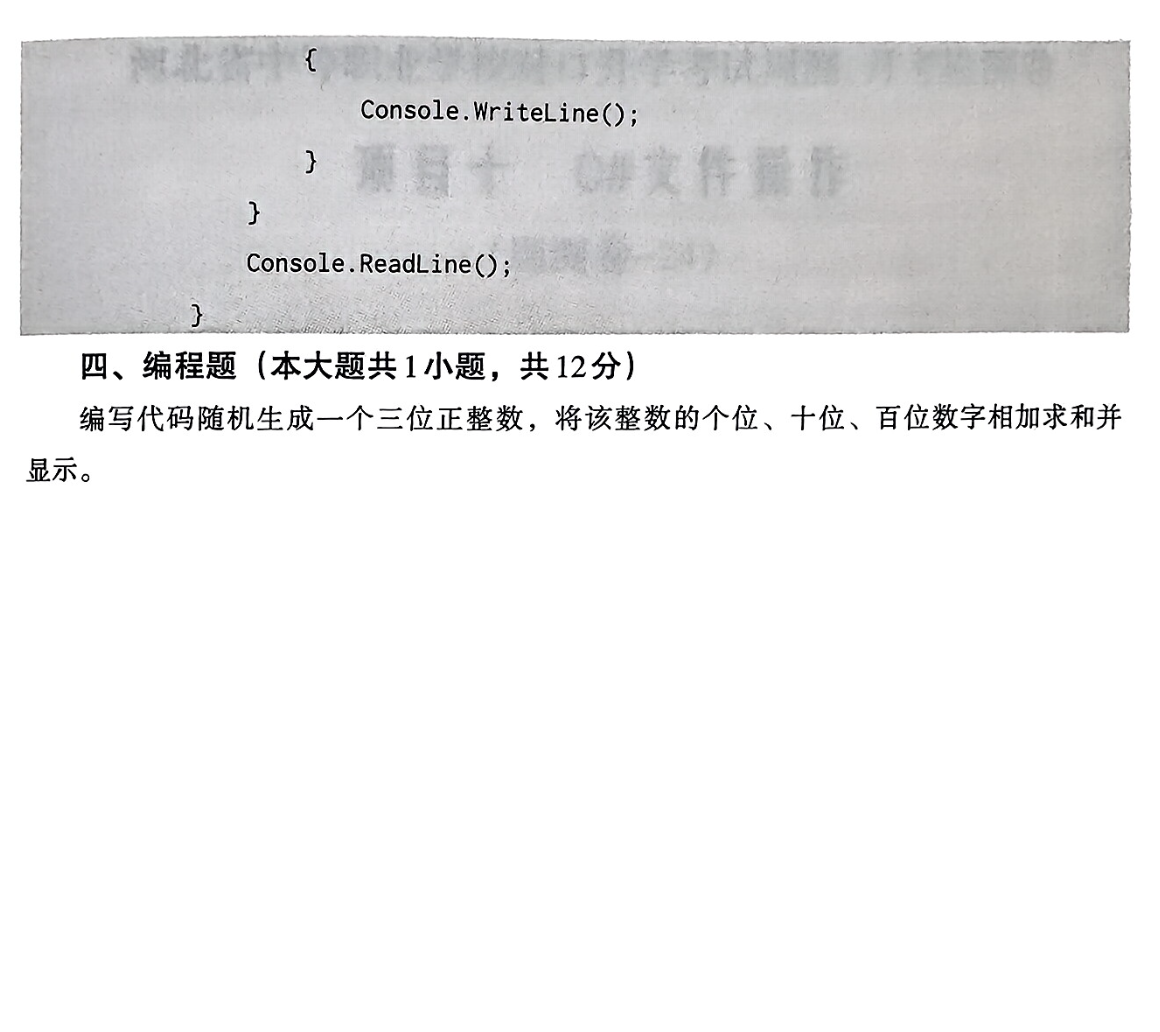 {
Console.WriteLine();
}
}
Console.ReadLine();
}
四、编程题（本大题共1小题，共12分）
编写代码随机生成一个三位正整数，将该整数的个位、十位、百位数字相加求和并
显示。